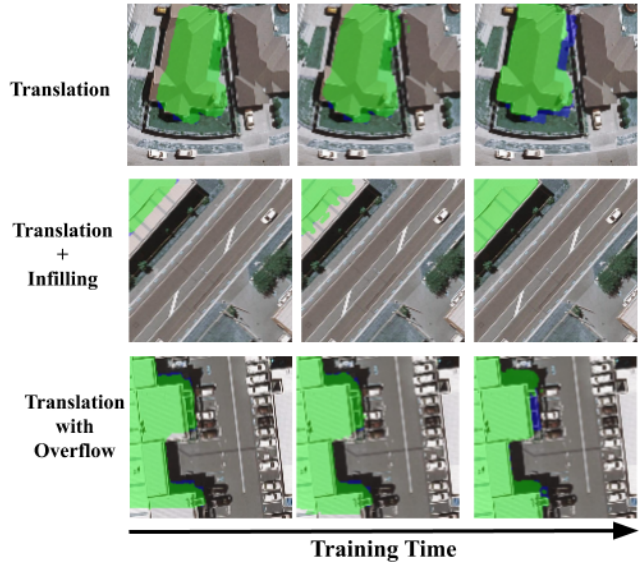 Translation
Translation
+
Infilling
Translation
with
Overflow
Training Time